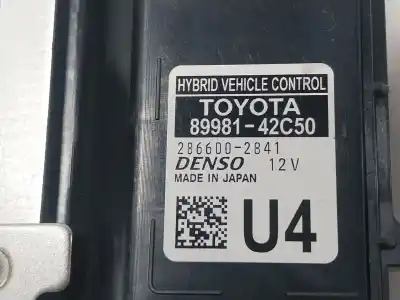 HYBRID VEHICLE CONTROL
TOYOTA
89981-42C50
286600-2841
DENSO 12V
MADE IN JAPAN
U4